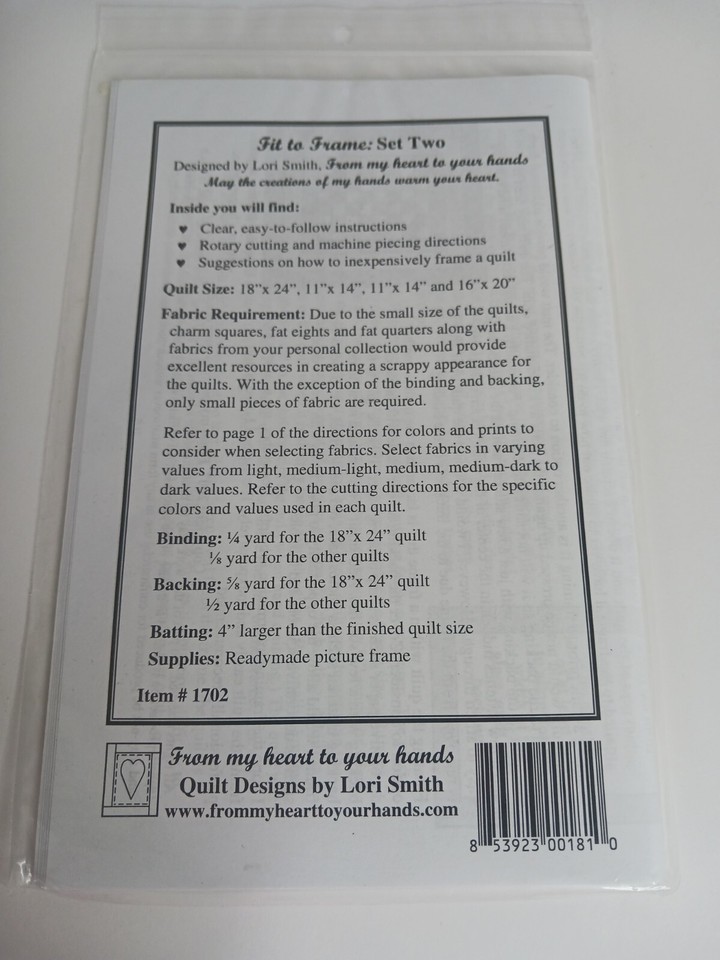 Fit to Frame: Set Two
Designed by Lori Smith, From my heart to your hands
May the creations of my hands warm your heart.
Inside you will find:
♥ Clear, easy-to-follow instructions
♥ Rotary cutting and machine piecing directions
♥ Suggestions on how to inexpensively frame a quilt
Quilt Size: 18"x 24", 11"x 14", 11"x 14" and 16"x 20"
Fabric Requirement: Due to the small size of the quilts,
charm squares, fat eights and fat quarters along with
fabrics from your personal collection would provide
excellent resources in creating a scrappy appearance for
the quilts. With the exception of the binding and backing,
only small pieces of fabric are required.
Refer to page 1 of the directions for colors and prints to
consider when selecting fabrics. Select fabrics in varying
values from light, medium-light, medium, medium-dark to
dark values. Refer to the cutting directions for the specific
colors and values used in each quilt.
Binding: ¼ yard for the 18"x 24" quilt
⅛ yard for the other quilts
Backing: ⅝ yard for the 18"x 24" quilt
½ yard for the other quilts
Batting: 4" larger than the finished quilt size
Supplies: Readymade picture frame
Item # 1702
From my heart to your hands
Quilt Designs by Lori Smith
www.frommyhearttoyourhands.com
8 53923 00181 0